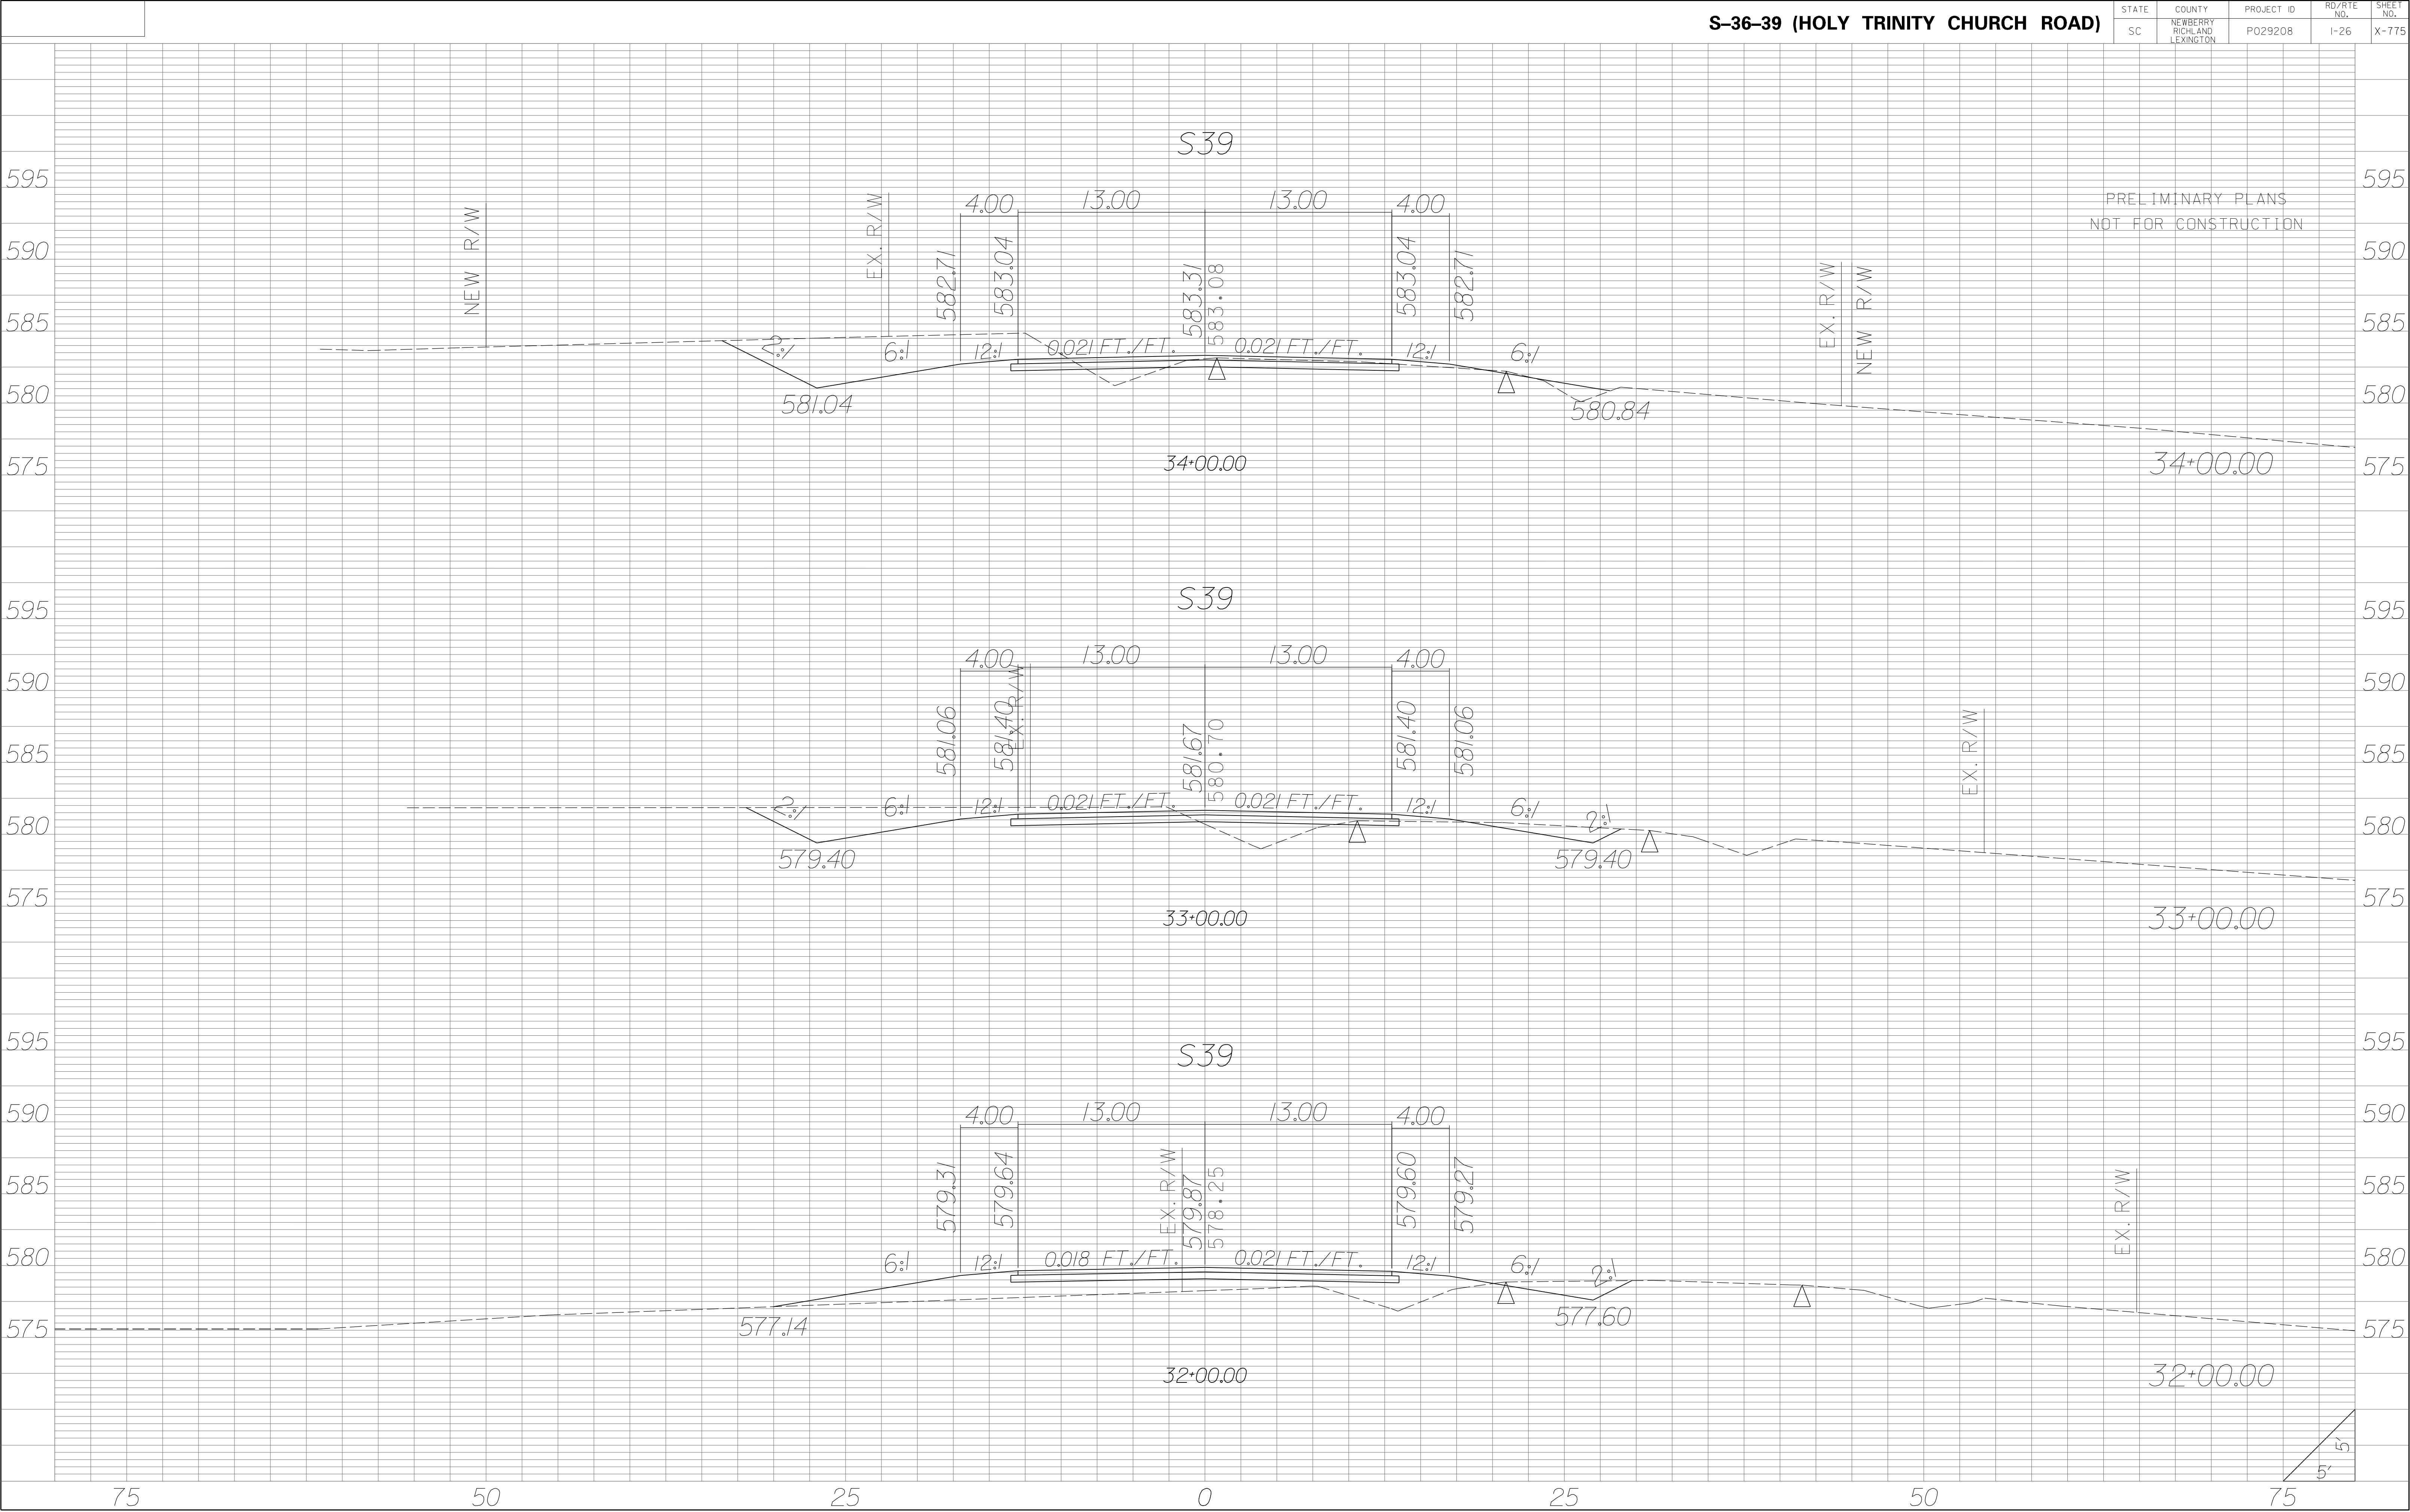 S-36-39 (HOLY TRINITY CHURCH ROAD)
STATE COUNTY PROJECT ID RD/RTE NO. SHEET NO.
SC NEWBERRY RICHLAND LEXINGTON P029208 I-26 X-775
PRELIMINARY PLANS
NOT FOR CONSTRUCTION
S39
4.00 13.00 13.00 4.00
595 595
590 590
585 585
580 580
575 575
NEW R/W
EX. R/W
582.71 583.04 583.31 583.08 583.04 582.71
EX. R/W
NEW R/W
2:1 6:1 12:1 0.021 FT./FT. 0.021 FT./FT. 12:1 6:1
581.04 580.84
34+00.00 34+00.00
S39
4.00 13.00 13.00 4.00
595 595
590 590
585 585
580 580
575 575
581.06 581.40 EX. R/W 581.67 580.70 581.40 581.06
EX. R/W
2:1 6:1 12:1 0.021 FT./FT. 0.021 FT./FT. 12:1 6:1 2:1
579.40 579.40
33+00.00 33+00.00
S39
4.00 13.00 13.00 4.00
595 595
590 590
585 585
580 580
575 575
579.31 579.64 EX. R/W 579.87 578.25 579.60 579.27
EX. R/W
6:1 12:1 0.018 FT./FT. 0.021 FT./FT. 12:1 6:1 2:1
577.14 577.60
32+00.00 32+00.00
5'
5'
75 50 25 0 25 50 75